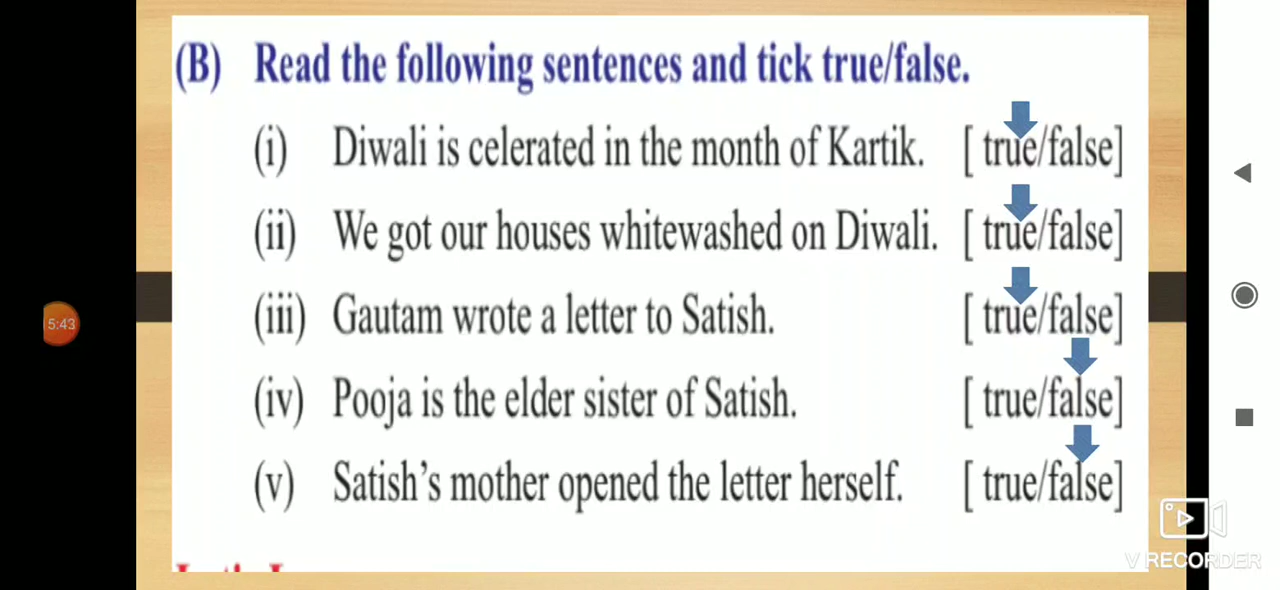 (B) Read the following sentences and tick true/false.
(i) Diwali is celerated in the month of Kartik. [ true/false]
(ii) We got our houses whitewashed on Diwali. [ true/false]
(iii) Gautam wrote a letter to Satish. [ true/false]
5:43
(iv) Pooja is the elder sister of Satish. [ true/false]
(v) Satish's mother opened the letter herself. [ true/false]
V RECORDER